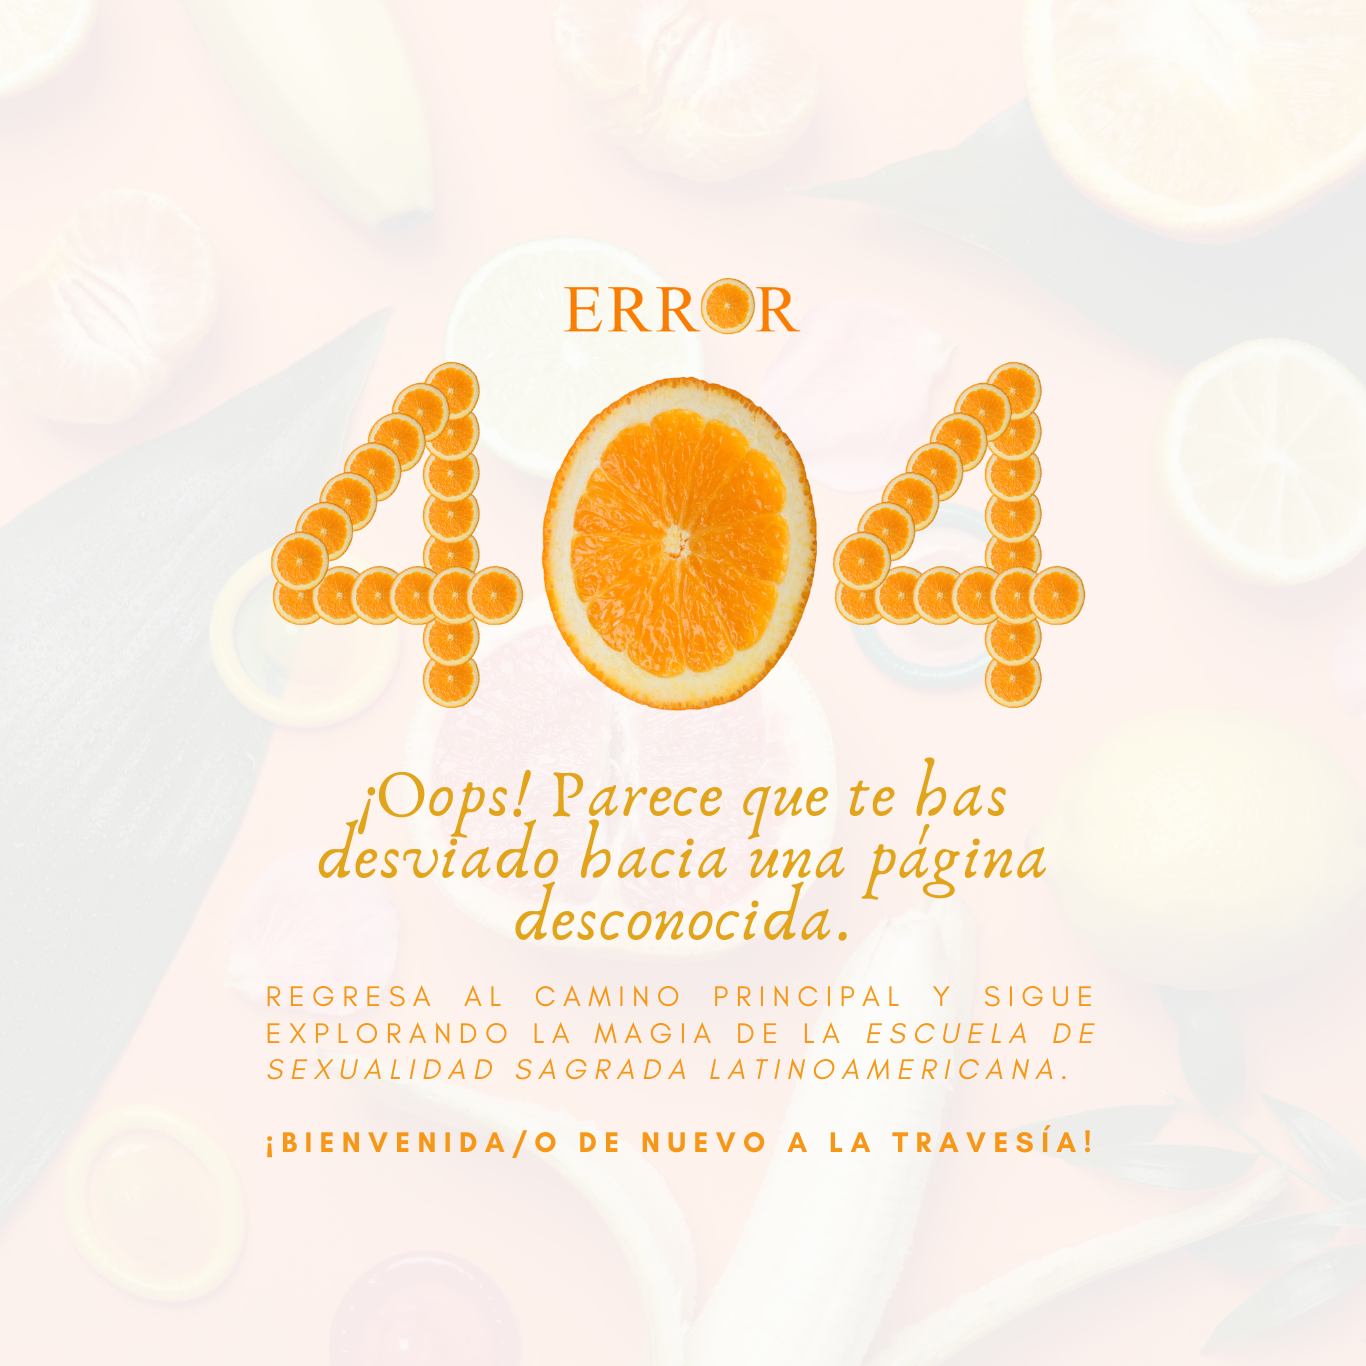 ERROR
404
¡Oops! Parece que te has
desviado hacia una página
desconocida.
REGRESA AL CAMINO PRINCIPAL Y SIGUE
EXPLORANDO LA MAGIA DE LA ESCUELA DE
SEXUALIDAD SAGRADA LATINOAMERICANA.
¡BIENVENIDA/O DE NUEVO A LA TRAVESÍA!